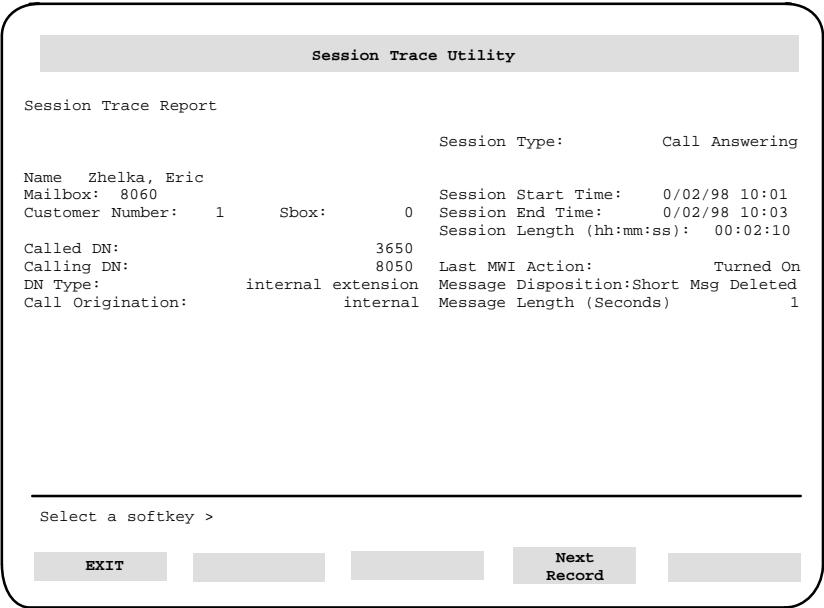 Session Trace Utility
Session Trace Report
Session Type: Call Answering
Name Zhelka, Eric
Mailbox: 8060 Session Start Time: 0/02/98 10:01
Customer Number: 1 Sbox: 0 Session End Time: 0/02/98 10:03
Session Length (hh:mm:ss): 00:02:10
Called DN: 3650
Calling DN: 8050 Last MWI Action: Turned On
DN Type: internal extension Message Disposition:Short Msg Deleted
Call Origination: internal Message Length (Seconds) 1
Select a softkey >
EXIT
Next
Record